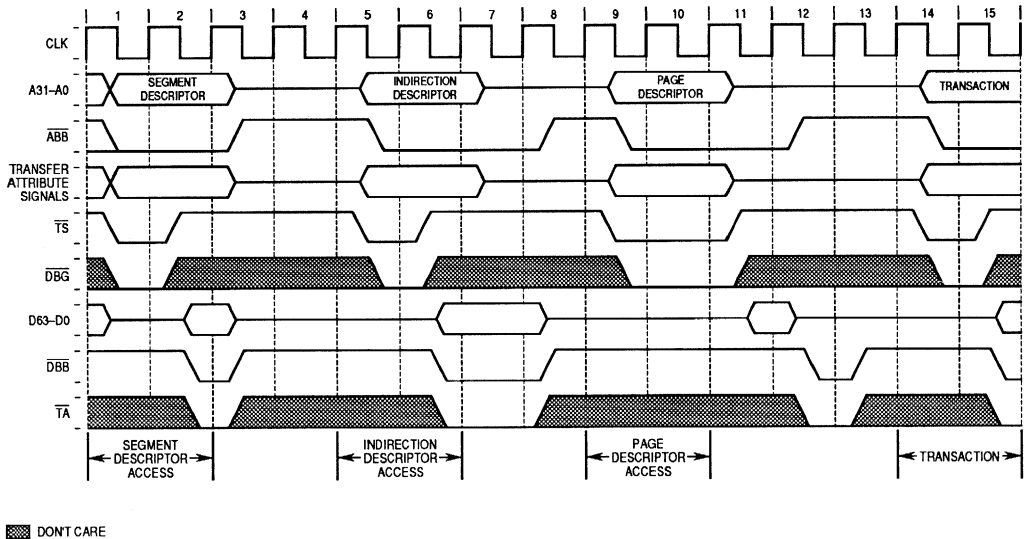 1 2 3 4 5 6 7 8 9 10 11 12 13 14 15
CLK
A31–A0
SEGMENT
DESCRIPTOR
INDIRECTION
DESCRIPTOR
PAGE
DESCRIPTOR
TRANSACTION
ABB
TRANSFER
ATTRIBUTE
SIGNALS
TS
DBG
D63–D0
DBB
TA
SEGMENT
DESCRIPTOR
ACCESS
INDIRECTION
DESCRIPTOR
ACCESS
PAGE
DESCRIPTOR
ACCESS
TRANSACTION
DON'T CARE